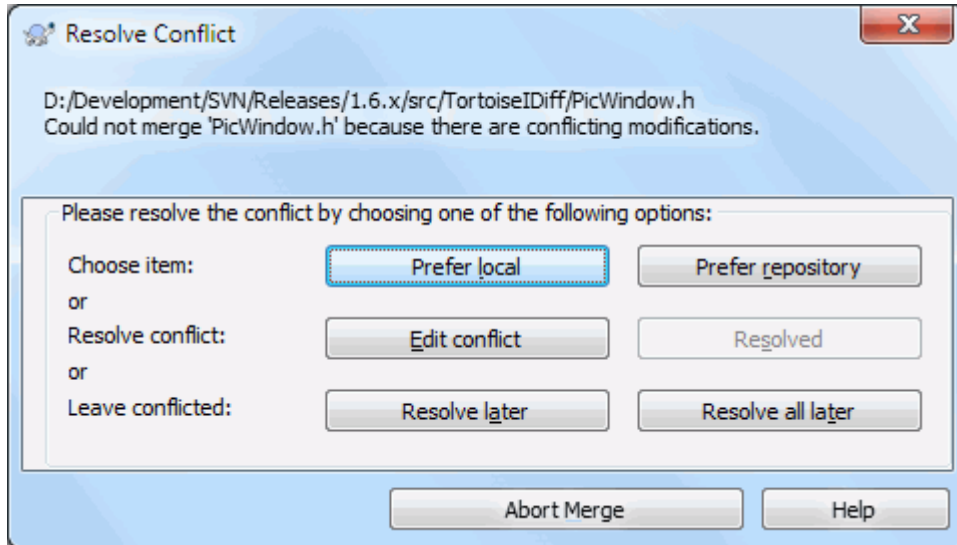 Resolve Conflict
D:/Development/SVN/Releases/1.6.x/src/TortoiseIDiff/PicWindow.h
Could not merge 'PicWindow.h' because there are conflicting modifications.
Please resolve the conflict by choosing one of the following options:
Choose item: Prefer local Prefer repository
or
Resolve conflict: Edit conflict Resolved
or
Leave conflicted: Resolve later Resolve all later
Abort Merge Help